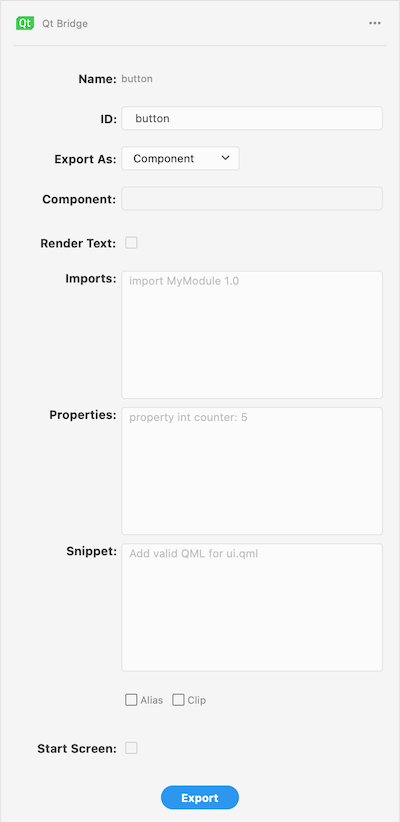 Qt Qt Bridge ...
Name: button
ID: button
Export As: Component
Component:
Render Text:
Imports: import MyModule 1.0
Properties: property int counter: 5
Snippet: Add valid QML for ui.qml
Alias Clip
Start Screen:
Export